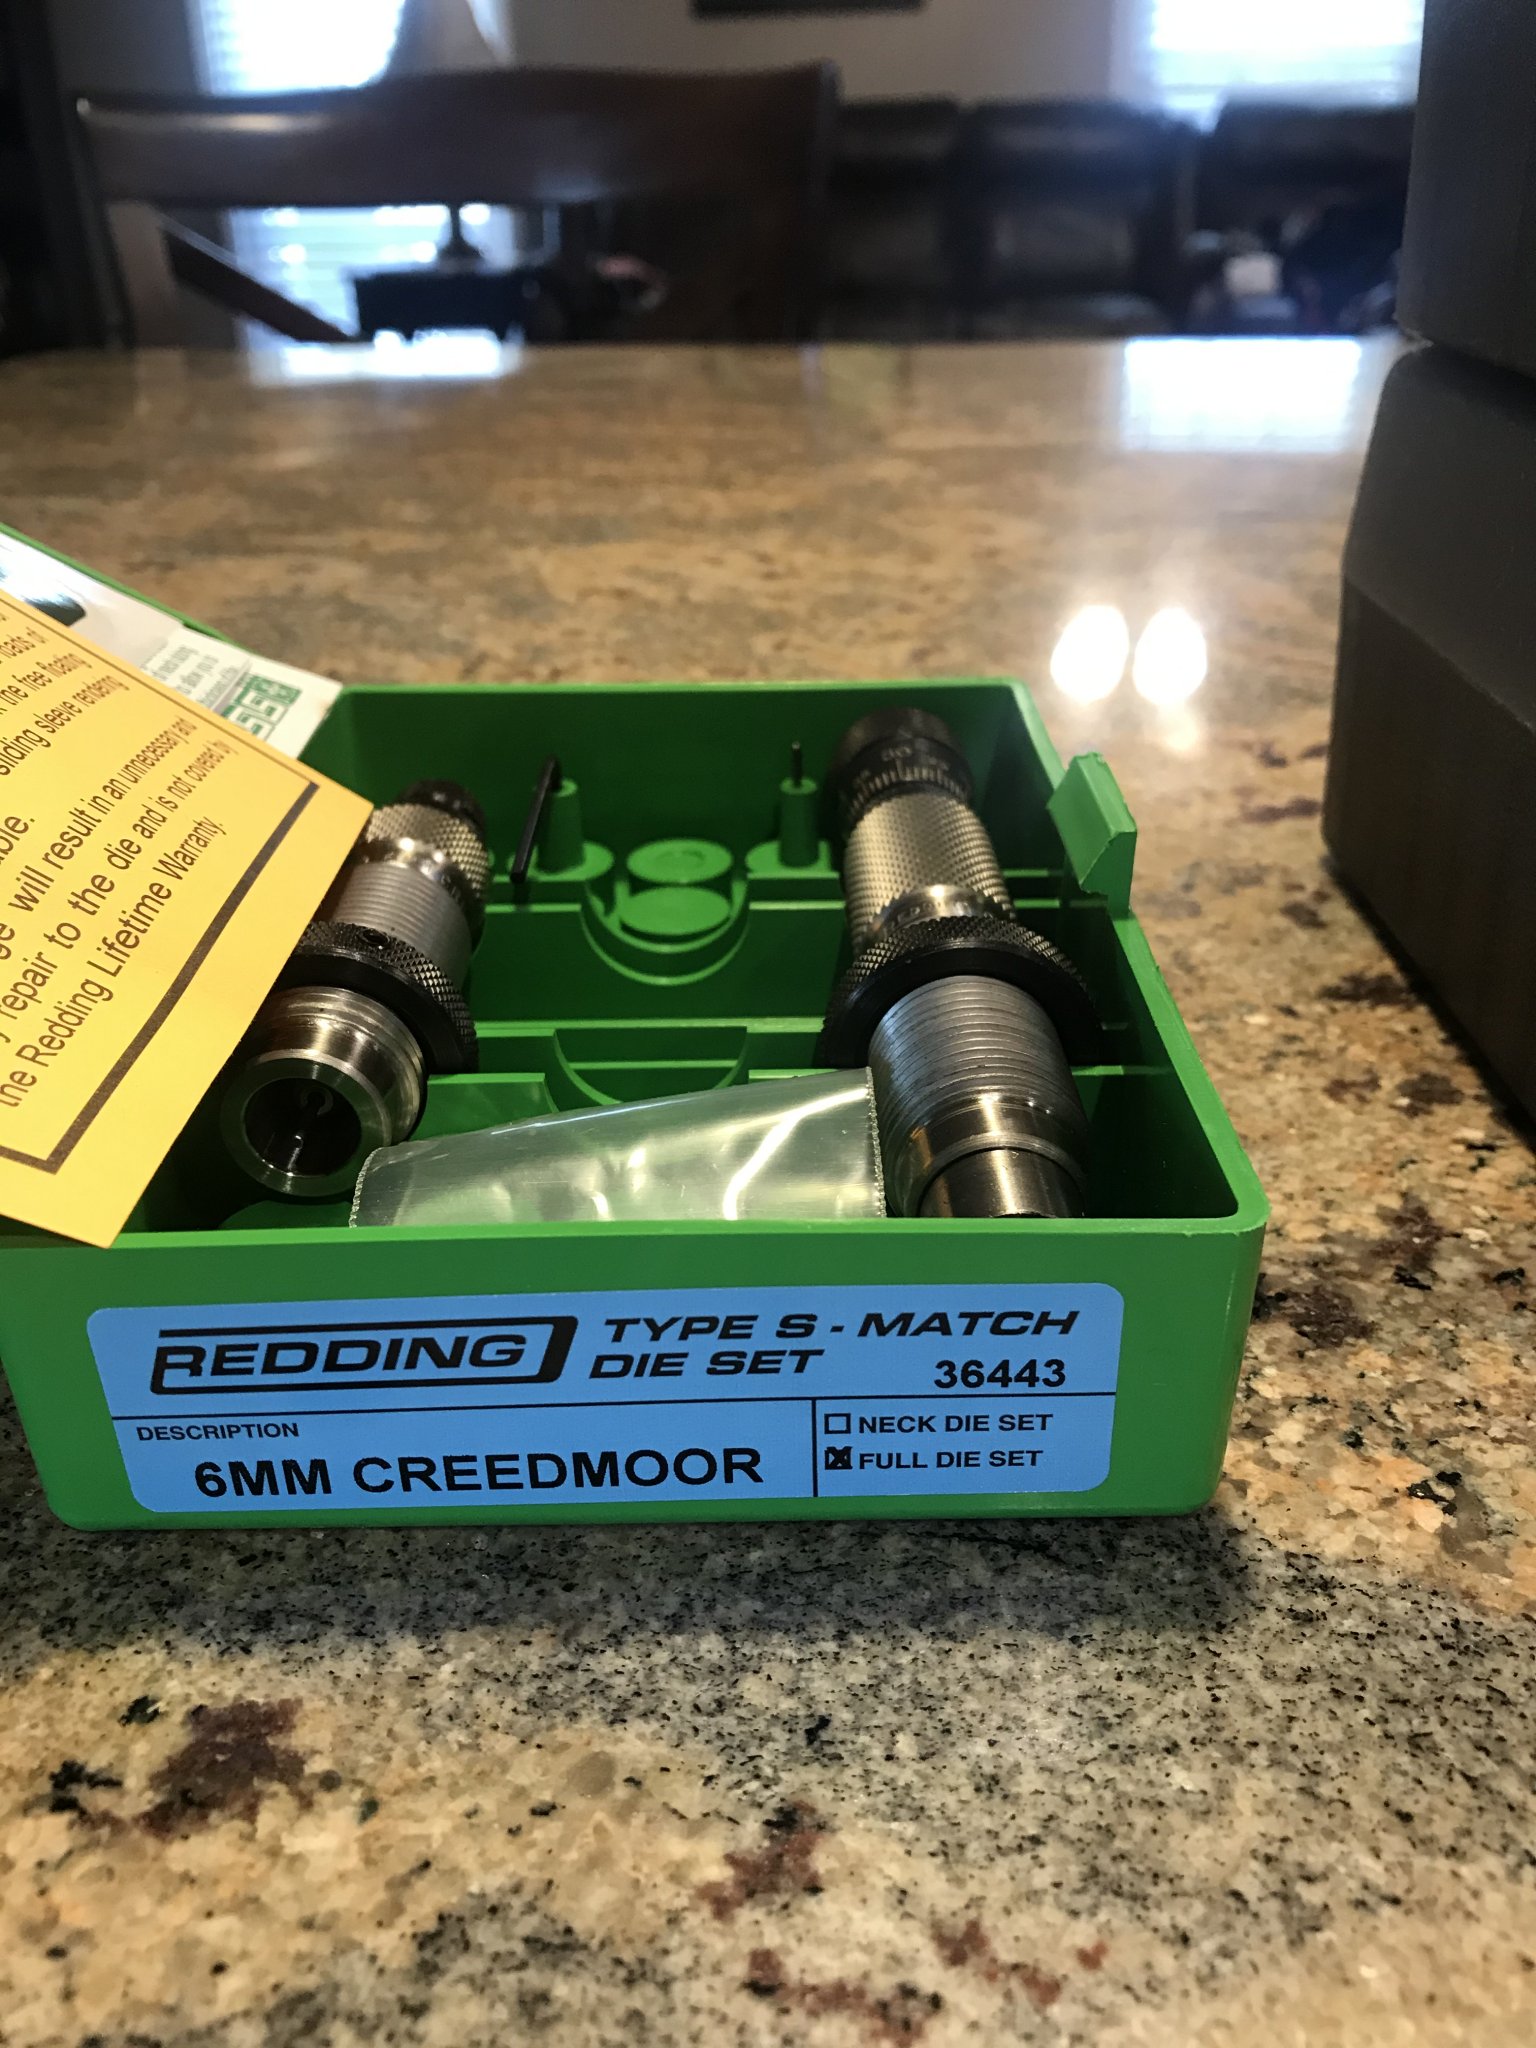 loads of
the free floating
sliding sleeve rendering
will result in an unnecessary and
repair to the die and is not covered by
the Redding Lifetime Warranty.
REDDING
TYPE S - MATCH
DIE SET
36443
DESCRIPTION
6MM CREEDMOOR
NECK DIE SET
FULL DIE SET